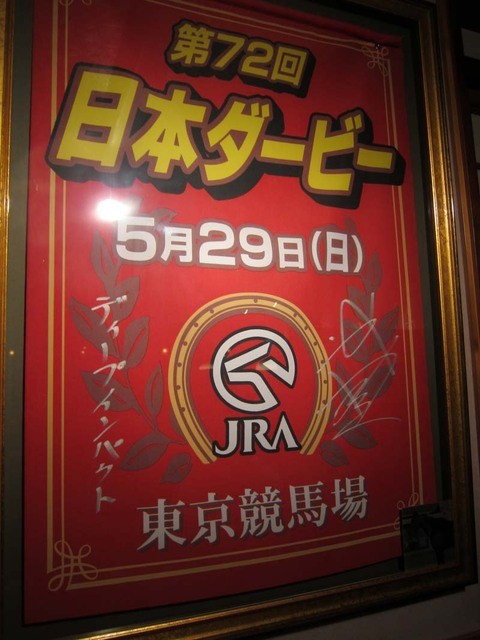 第72回
日本ダービー
5月29日(日)
ディープインパクト
JRA
東京競馬場